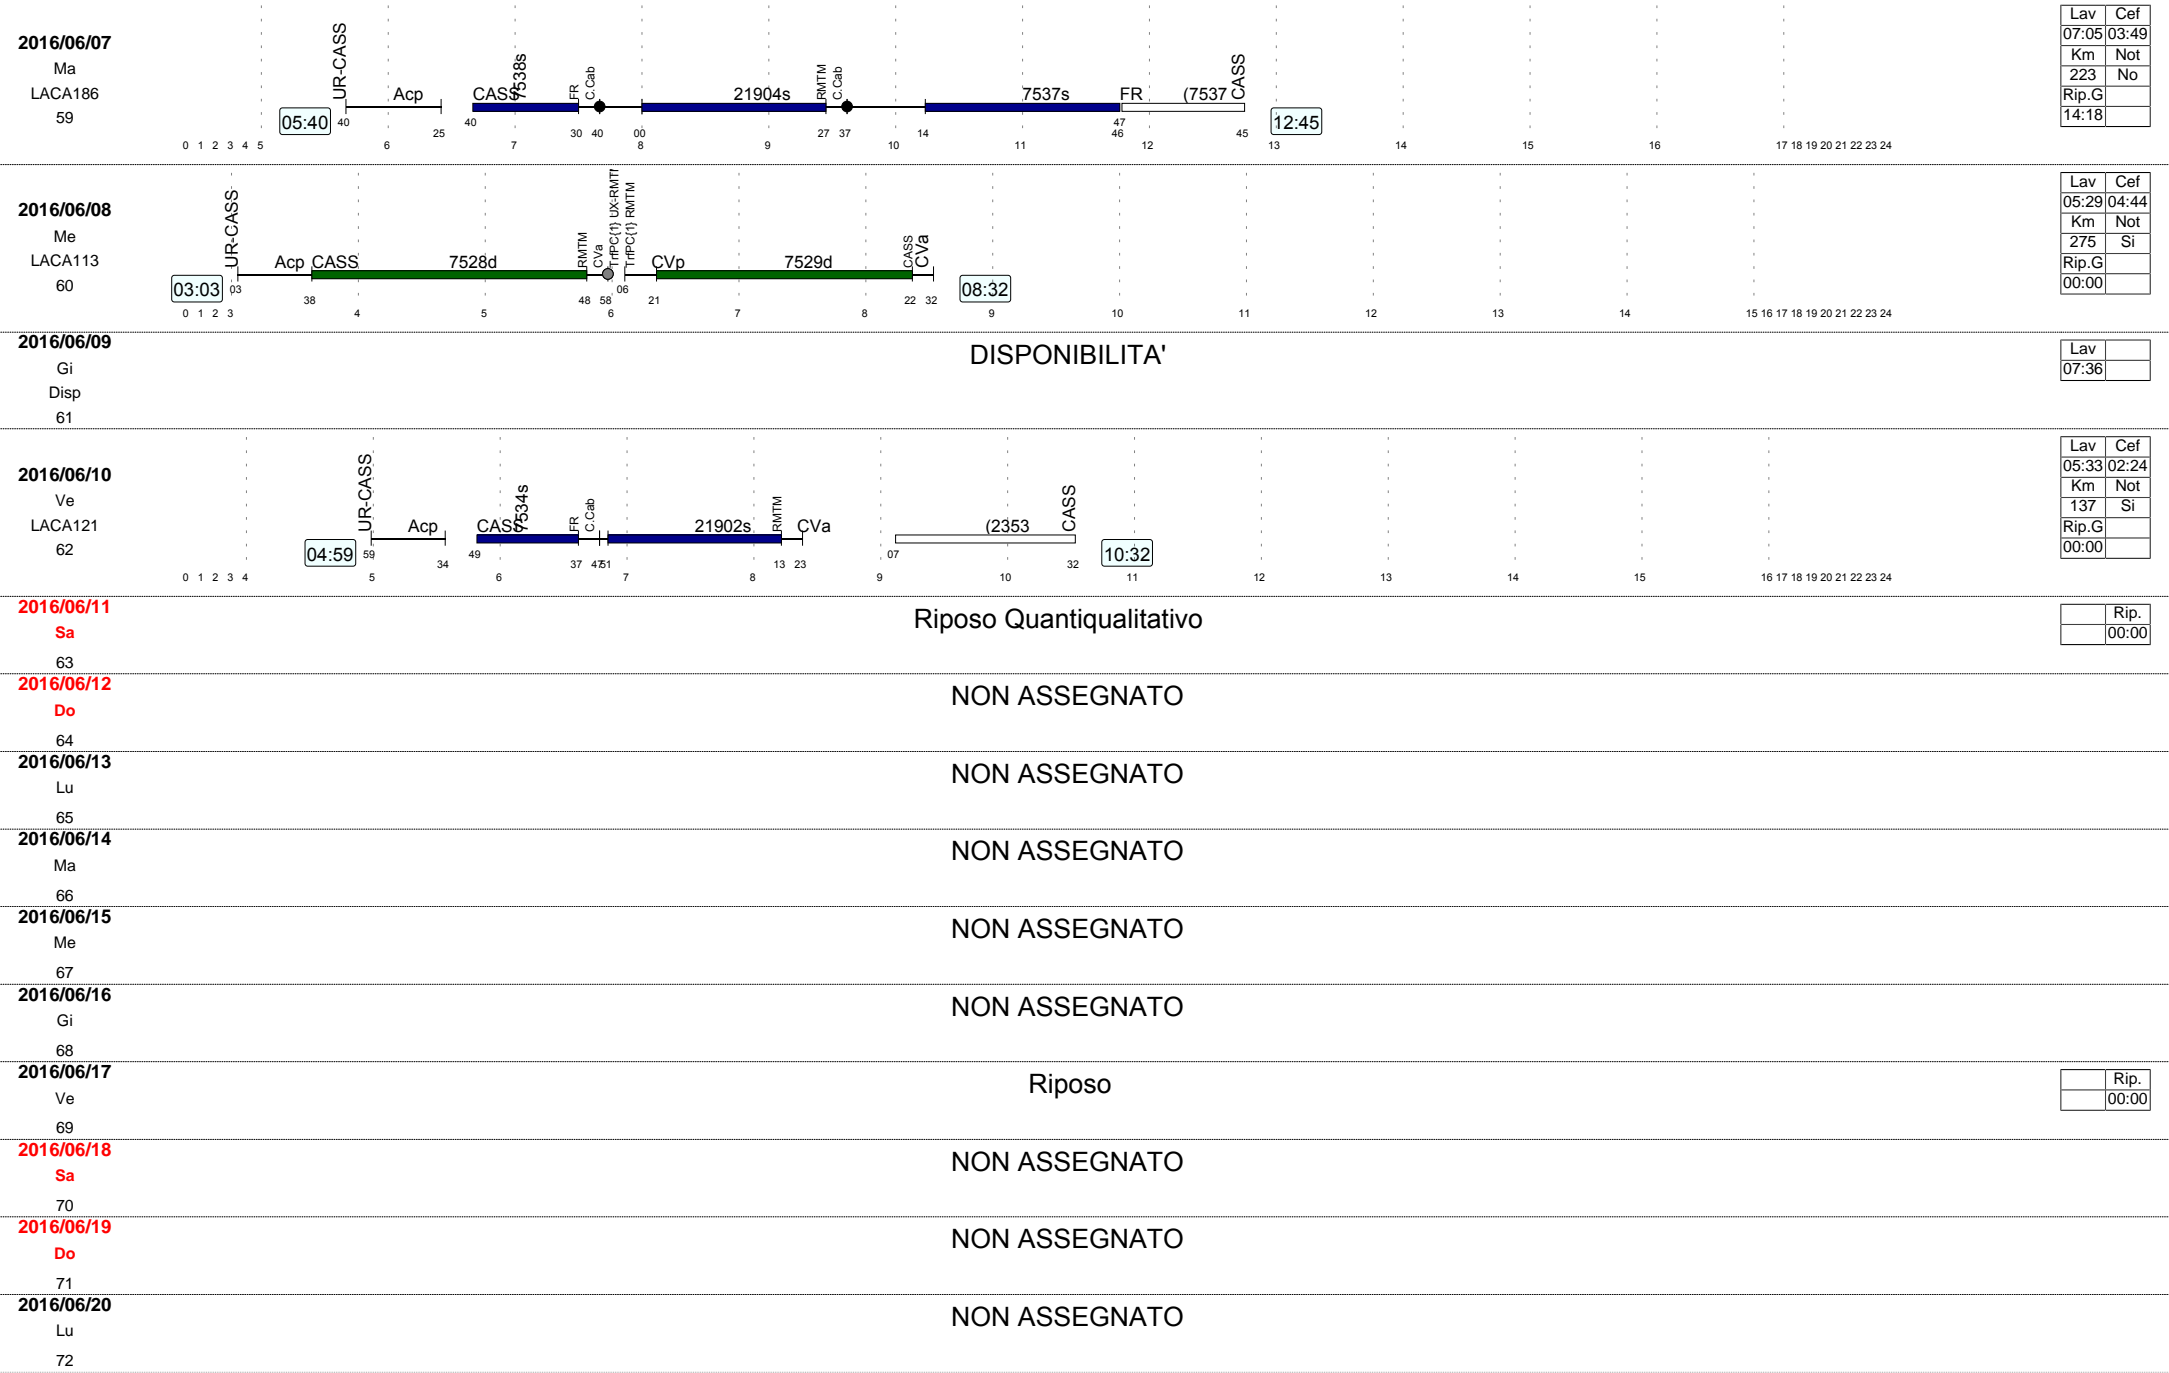 2016/06/07
Ma
LACA186
59
05:40
UR-CASS
Acp
CASS
7538s
FR
C.Cab
21904s
RMTM
C.Cab
7537s
FR
(7537
CASS
12:45
40 25 40 30 40 00 27 37 14 47 46 45
0 1 2 3 4 5 6 7 8 9 10 11 12 13 14 15 16 17 18 19 20 21 22 23 24
Lav Cef
07:05 03:49
Km Not
223 No
Rip.G
14:18
2016/06/08
Me
LACA113
60
03:03
UR-CASS
Acp
CASS
7528d
RMTM
CVa
TrfPC{1} UX-RMTM
TrfPC{1} RMTM
CVp
7529d
CASS
CVa
08:32
03 38 48 58 06 21 22 32
0 1 2 3 4 5 6 7 8 9 10 11 12 13 14 15 16 17 18 19 20 21 22 23 24
Lav Cef
05:29 04:44
Km Not
275 Si
Rip.G
00:00
2016/06/09
Gi
Disp
61
DISPONIBILITA'
Lav
07:36
2016/06/10
Ve
LACA121
62
04:59
UR-CASS
Acp
CASS
7534s
FR
C.Cab
21902s
RMTM
CVa
(2353
CASS
10:32
59 34 49 37 47 51 13 23 07 32
0 1 2 3 4 5 6 7 8 9 10 11 12 13 14 15 16 17 18 19 20 21 22 23 24
Lav Cef
05:33 02:24
Km Not
137 Si
Rip.G
00:00
2016/06/11
Sa
63
Riposo Quantiqualitativo
Rip.
00:00
2016/06/12
Do
64
NON ASSEGNATO
2016/06/13
Lu
65
NON ASSEGNATO
2016/06/14
Ma
66
NON ASSEGNATO
2016/06/15
Me
67
NON ASSEGNATO
2016/06/16
Gi
68
NON ASSEGNATO
2016/06/17
Ve
69
Riposo
Rip.
00:00
2016/06/18
Sa
70
NON ASSEGNATO
2016/06/19
Do
71
NON ASSEGNATO
2016/06/20
Lu
72
NON ASSEGNATO